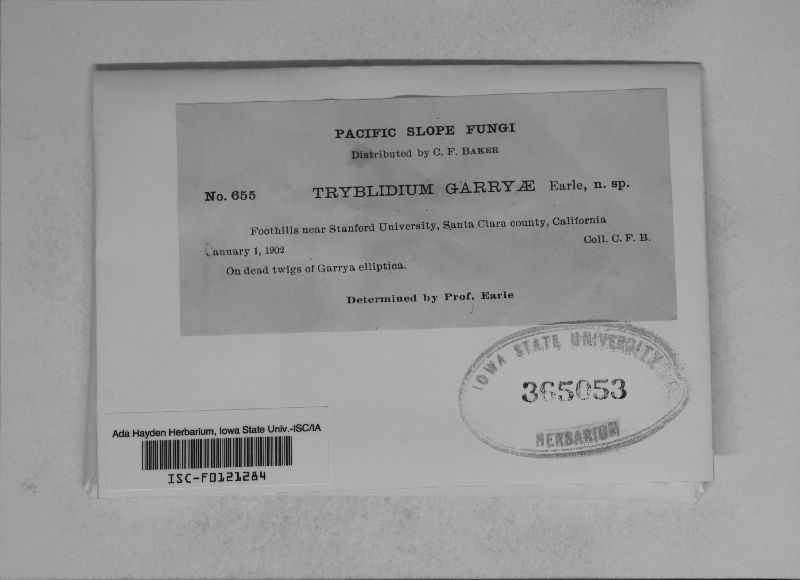 PACIFIC SLOPE FUNGI
Distributed by C. F. BAKER
No. 655 TRYBLIDIUM GARRYÆ Earle, n. sp.
Foothills near Stanford University, Santa Clara county, California
January 1, 1902 Coll. C. F. B.
On dead twigs of Garrya elliptica.
Determined by Prof. Earle
IOWA STATE UNIVERSITY
365053
HERBARIUM
Ada Hayden Herbarium, Iowa State Univ.-ISC/IA
ISC-F0121284